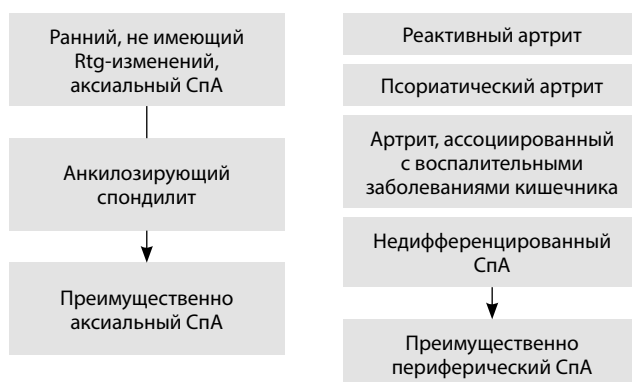 Ранний, не имеющий
Rtg-изменений,
аксиальный СпА
Анкилозирующий
спондилит
Преимущественно
аксиальный СпА
Реактивный артрит
Псориатический артрит
Артрит, ассоциированный
с воспалительными
заболеваниями кишечника
Недифференцированный
СпА
Преимущественно
периферический СпА